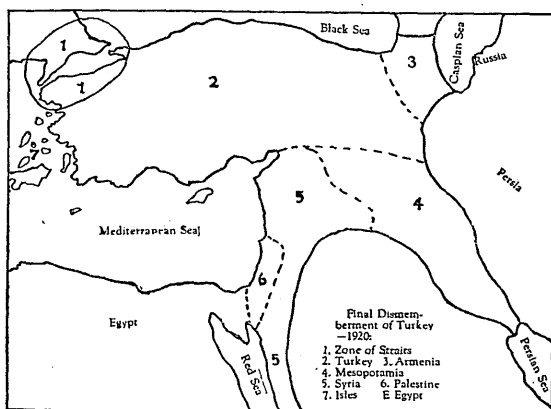 Black Sea
Caspian Sea
Russia
1
1
2
3
7
Persia
5
4
Mediterranean Sea
6
Egypt
Red Sea
5
Persian Sea
Final Dismem-
berment of Turkey
—1920:
1. Zone of Straits
2. Turkey 3. Armenia
4. Mesopotamia
5. Syria 6. Palestine
7. Isles E Egypt